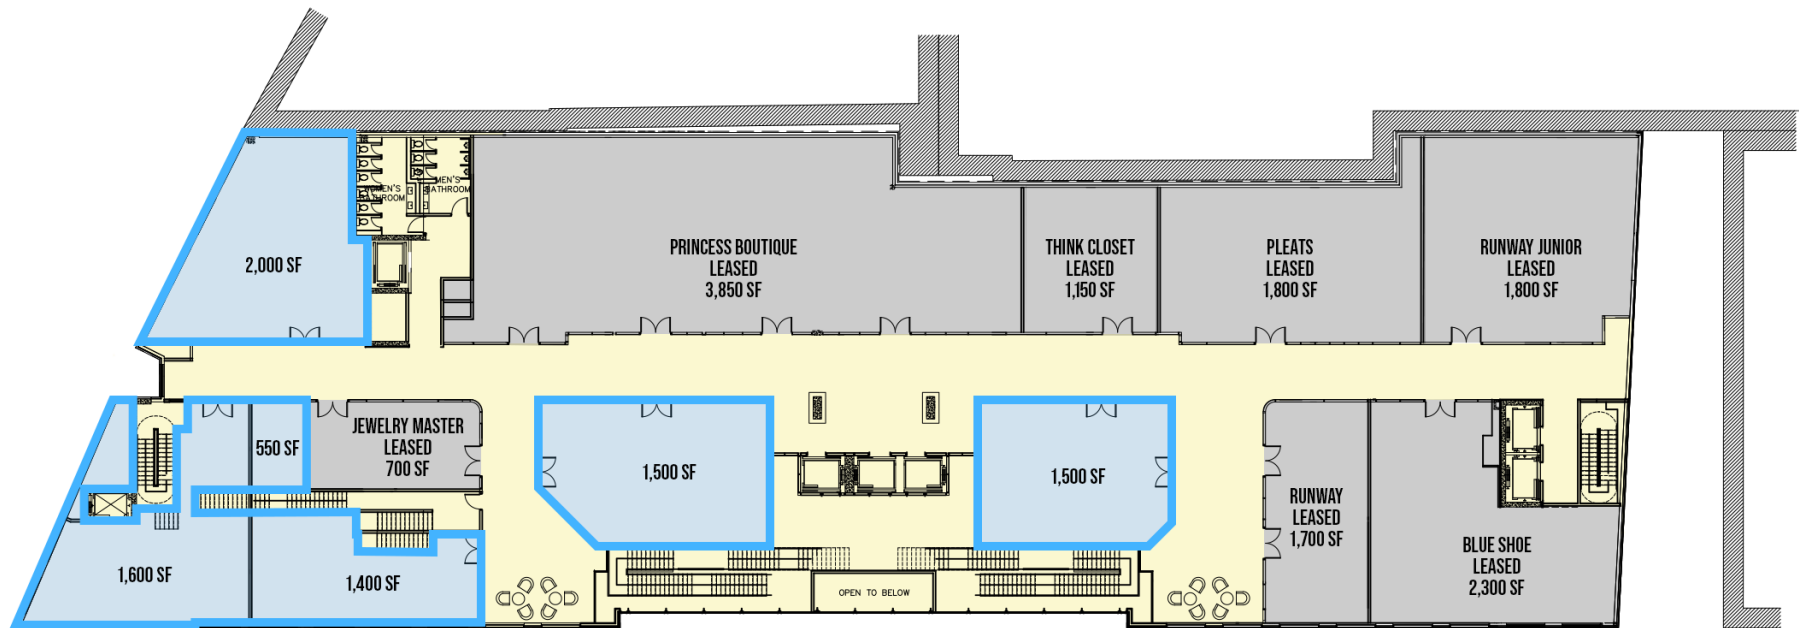 WOMEN'S
BATHROOM
MEN'S
BATHROOM
2,000 SF
PRINCESS BOUTIQUE
LEASED
3,850 SF
THINK CLOSET
LEASED
1,150 SF
PLEATS
LEASED
1,800 SF
RUNWAY JUNIOR
LEASED
1,800 SF
550 SF
JEWELRY MASTER
LEASED
700 SF
1,500 SF
1,500 SF
RUNWAY
LEASED
1,700 SF
BLUE SHOE
LEASED
2,300 SF
1,600 SF
1,400 SF
OPEN TO BELOW